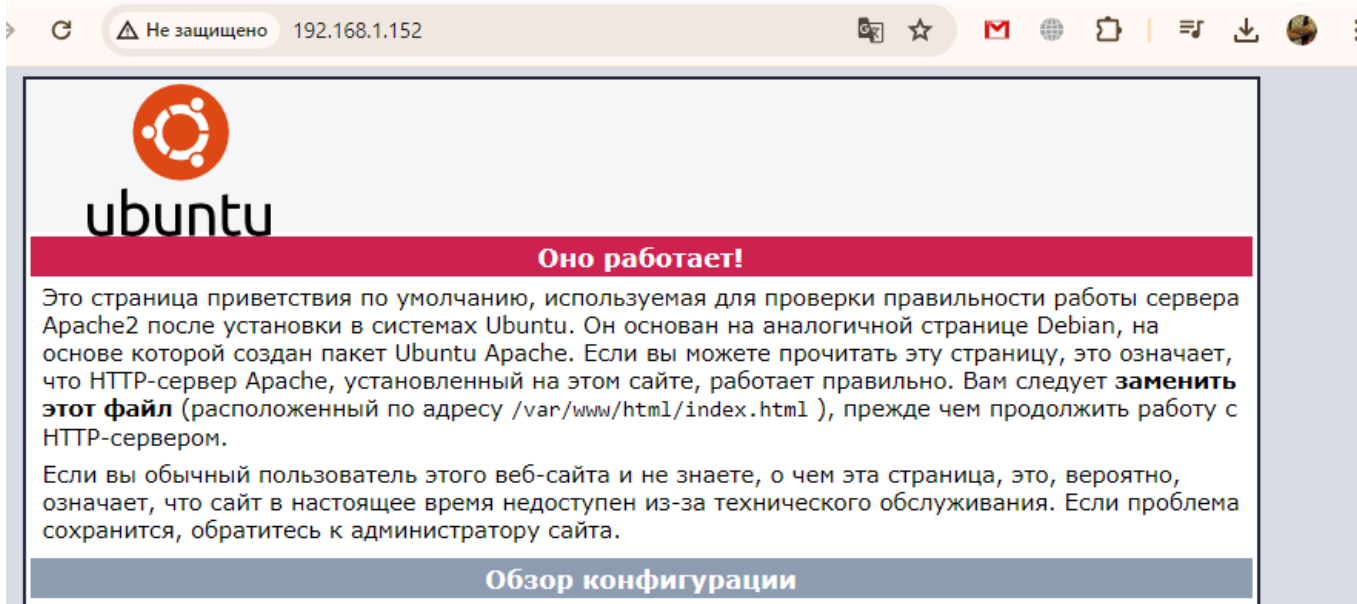 Не защищено 192.168.1.152
ubuntu
Оно работает!
Это страница приветствия по умолчанию, используемая для проверки правильности работы сервера
Apache2 после установки в системах Ubuntu. Он основан на аналогичной странице Debian, на
основе которой создан пакет Ubuntu Apache. Если вы можете прочитать эту страницу, это означает,
что HTTP-сервер Apache, установленный на этом сайте, работает правильно. Вам следует заменить
этот файл (расположенный по адресу /var/www/html/index.html ), прежде чем продолжить работу с
HTTP-сервером.
Если вы обычный пользователь этого веб-сайта и не знаете, о чем эта страница, это, вероятно,
означает, что сайт в настоящее время недоступен из-за технического обслуживания. Если проблема
сохранится, обратитесь к администратору сайта.
Обзор конфигурации